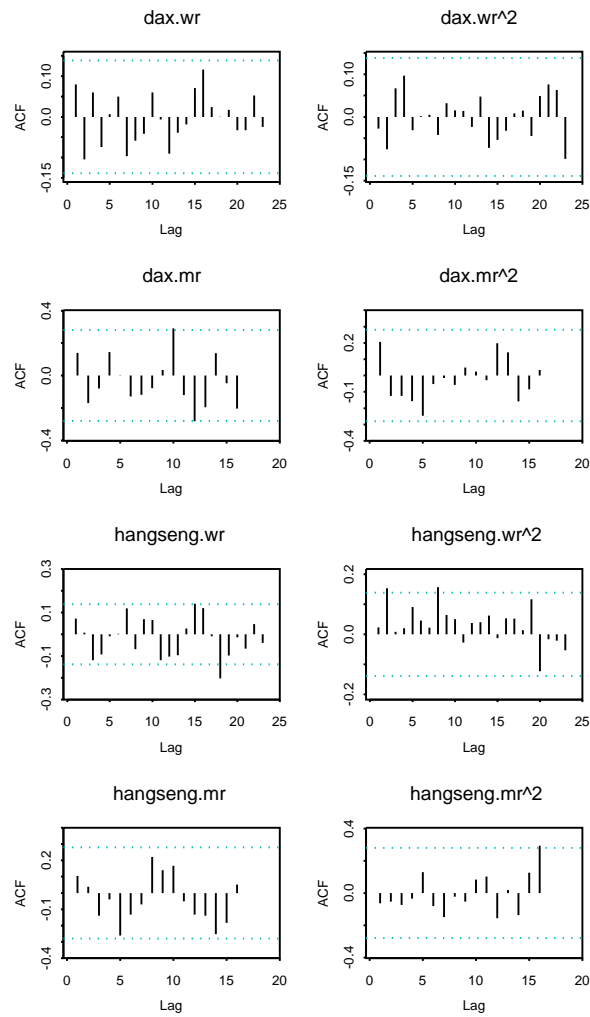 dax.wr
ACF
0.10
0.0
-0.15
0 5 10 15 20 25
Lag
dax.wr^2
ACF
0.10
0.0
-0.15
0 5 10 15 20 25
Lag
dax.mr
ACF
0.4
0.0
-0.4
0 5 10 15 20
Lag
dax.mr^2
ACF
0.2
-0.1
-0.4
0 5 10 15 20
Lag
hangseng.wr
ACF
0.3
0.1
-0.1
-0.3
0 5 10 15 20 25
Lag
hangseng.wr^2
ACF
0.2
0.0
-0.2
0 5 10 15 20 25
Lag
hangseng.mr
ACF
0.2
-0.1
-0.4
0 5 10 15 20
Lag
hangseng.mr^2
ACF
0.4
0.0
-0.4
0 5 10 15 20
Lag